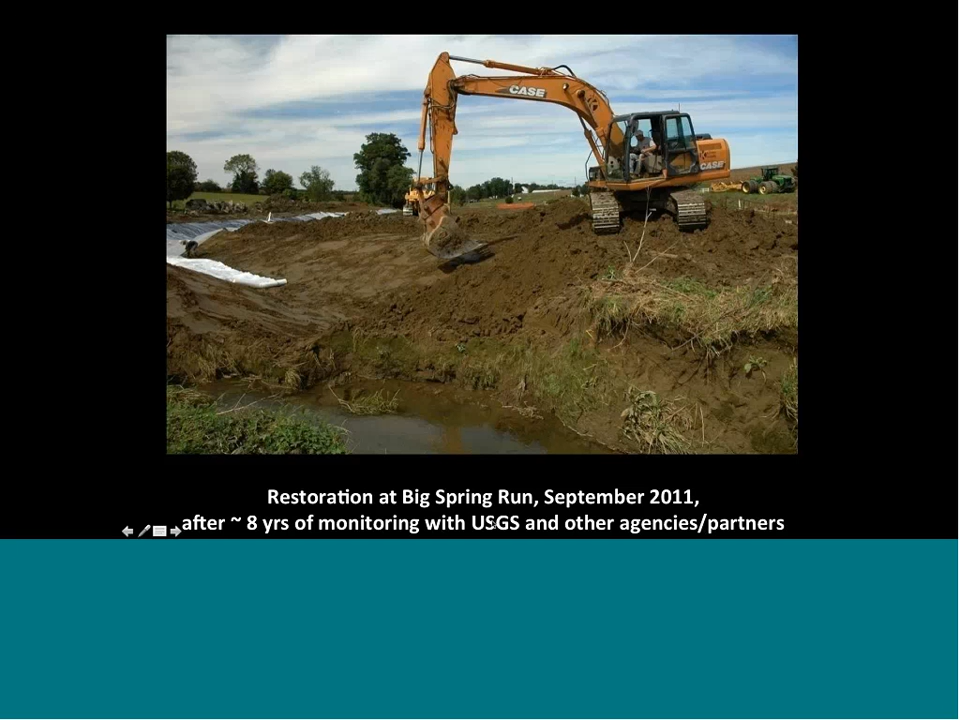 CASE
CASE
Restoration at Big Spring Run, September 2011,
after ~ 8 yrs of monitoring with USGS and other agencies/partners